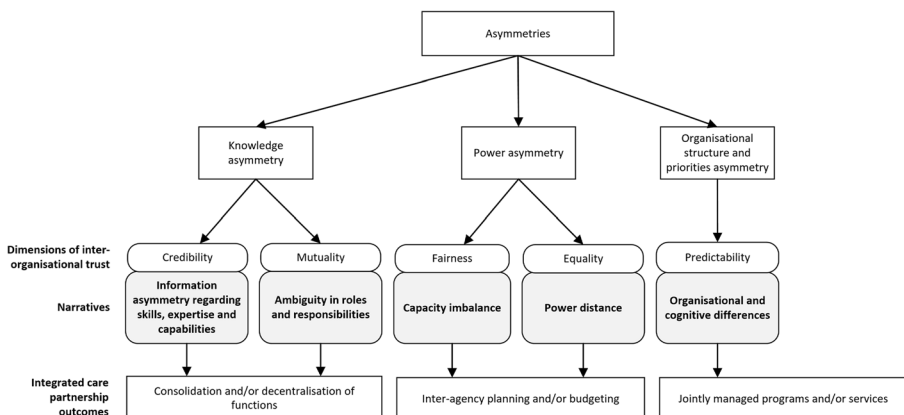 Asymmetries
Knowledge
asymmetry
Power asymmetry
Organisational
structure and
priorities asymmetry
Dimensions of inter-
organisational trust
Credibility
Mutuality
Fairness
Equality
Predictability
Narratives
Information
asymmetry regarding
skills, expertise and
capabilities
Ambiguity in roles
and responsibilities
Capacity imbalance
Power distance
Organisational and
cognitive differences
Integrated care
partnership
outcomes
Consolidation and/or decentralisation of
functions
Inter-agency planning and/or budgeting
Jointly managed programs and/or services